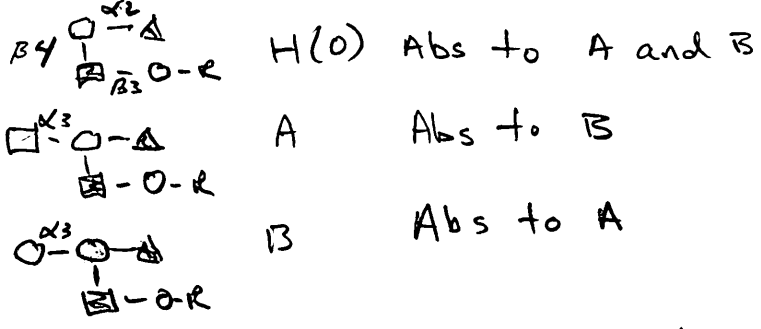 α2
β4 H(O) Abs to A and B
β3 R
α3 A Abs to B
R
α3 B Abs to A
R